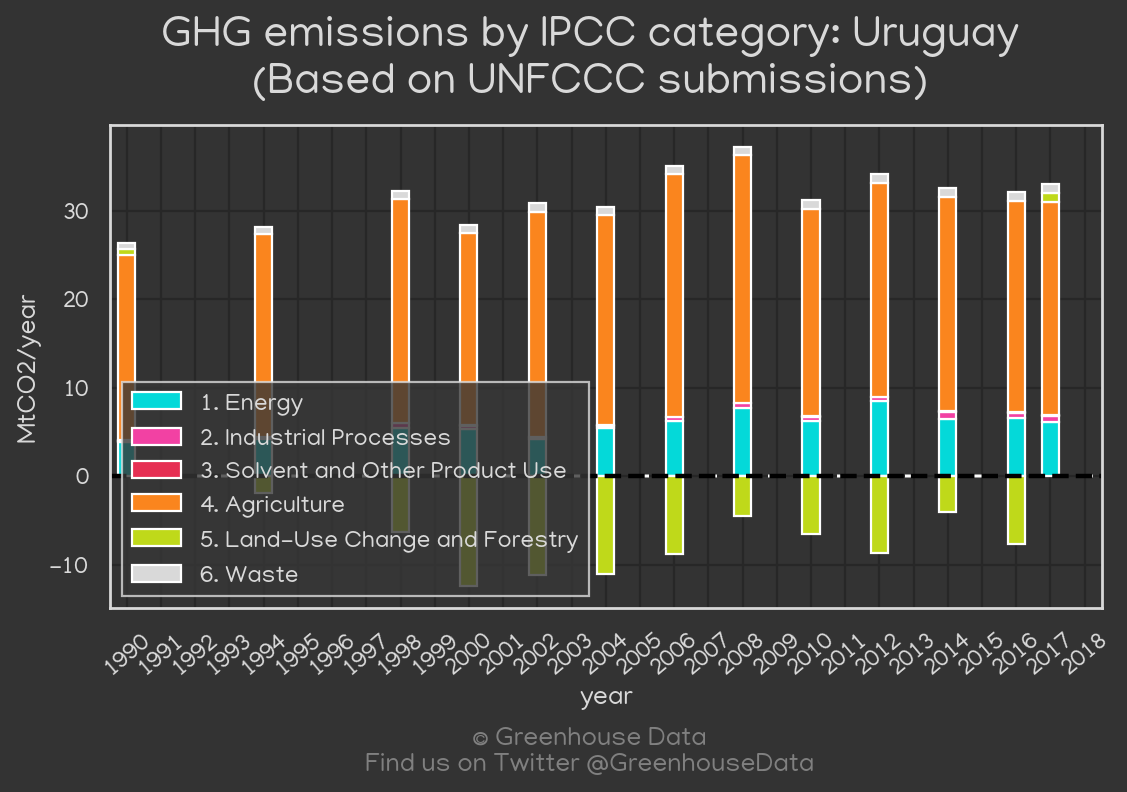 GHG emissions by IPCC category: Uruguay
(Based on UNFCCC submissions)
MtCO2/year
30
20
10
0
−10
1. Energy
2. Industrial Processes
3. Solvent and Other Product Use
4. Agriculture
5. Land-Use Change and Forestry
6. Waste
1990 1991 1992 1993 1994 1995 1996 1997 1998 1999 2000 2001 2002 2003 2004 2005 2006 2007 2008 2009 2010 2011 2012 2013 2014 2015 2016 2017 2018
year
© Greenhouse Data
Find us on Twitter @GreenhouseData